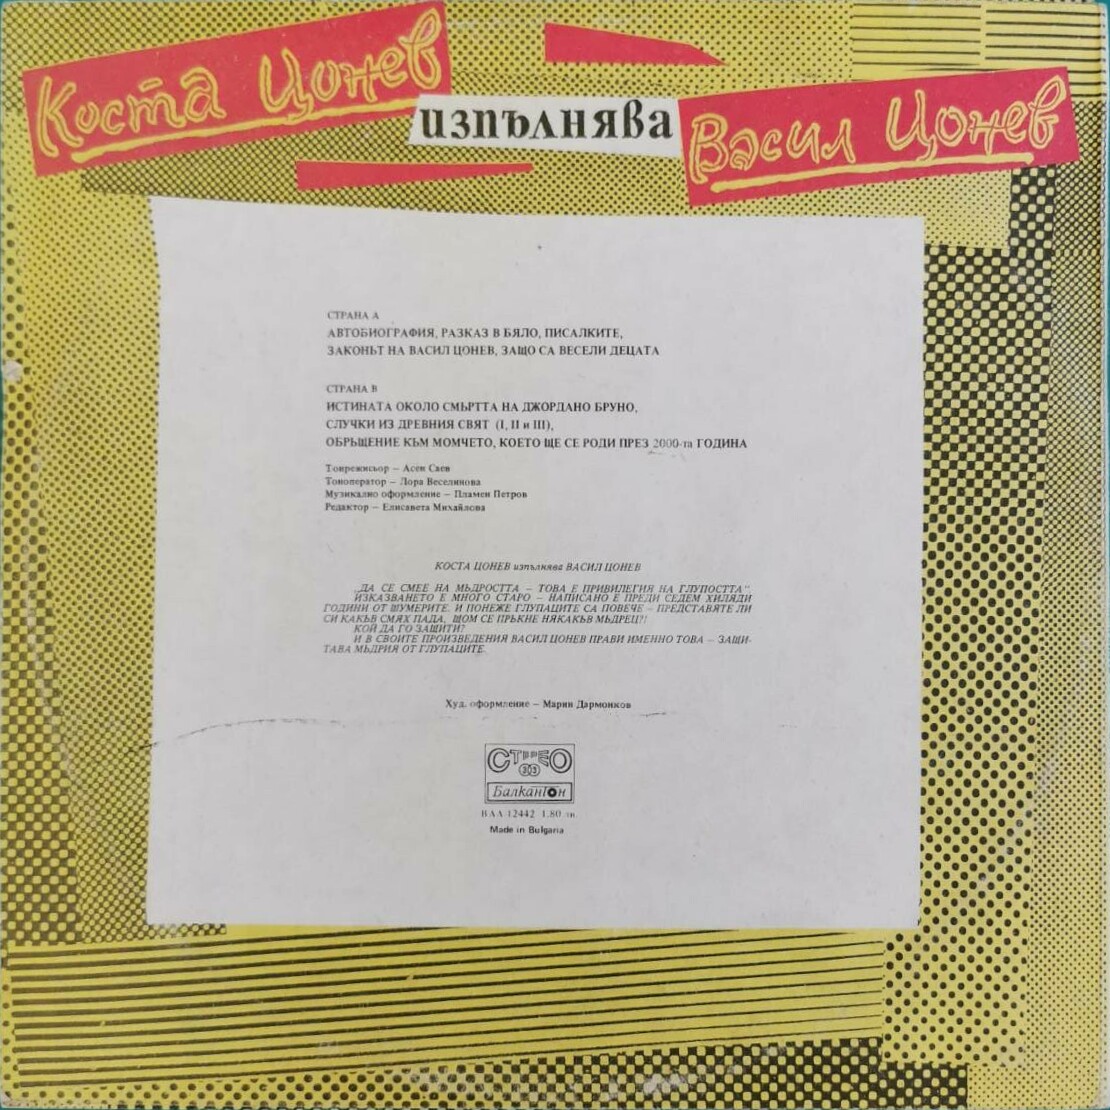 Коста Цонев
изпълнява
Васил Цонев
СТРАНА А
АВТОБИОГРАФИЯ, РАЗКАЗ В БЯЛО, ПИСАЛКИТЕ,
ЗАКОНЪТ НА ВАСИЛ ЦОНЕВ, ЗАЩО СА ВЕСЕЛИ ДЕЦАТА
СТРАНА В
ИСТИНАТА ОКОЛО СМЪРТТА НА ДЖОРДАНО БРУНО,
СЛУЧКИ ИЗ ДРЕВНИЯ СВЯТ (I, II и III),
ОБРЪЩЕНИЕ КЪМ МОМЧЕТО, КОЕТО ЩЕ СЕ РОДИ ПРЕЗ 2000-та ГОДИНА
Тонрежисьор – Асен Саев
Тоноператор – Лора Веселинова
Музикално оформление – Пламен Петров
Редактор – Елисавета Михайлова
КОСТА ЦОНЕВ изпълнява ВАСИЛ ЦОНЕВ
„ДА СЕ СМЕЕ НА МЪДРОСТТА – ТОВА Е ПРИВИЛЕГИЯ НА ГЛУПОСТТА"
ИЗКАЗВАНЕТО Е МНОГО СТАРО – НАПИСАНО Е ПРЕДИ СЕДЕМ ХИЛЯДИ
ГОДИНИ ОТ ШУМЕРИТЕ. И ПОНЕЖЕ ГЛУПАЦИТЕ СА ПОВЕЧЕ – ПРЕДСТАВЯТЕ ЛИ
СИ КАКЪВ СМЯХ ПАДА, ЩОМ СЕ ПРЪКНЕ НЯКАКЪВ МЪДРЕЦ?!
КОЙ ДА ГО ЗАЩИТИ?
И В СВОИТЕ ПРОИЗВЕДЕНИЯ ВАСИЛ ЦОНЕВ ПРАВИ ИМЕННО ТОВА – ЗАЩИ-
ТАВА МЪДРИЯ ОТ ГЛУПАЦИТЕ.
Худ. оформление – Марин Дармонков
СТЕРЕО
33
Балкантон
ВАА 12442 1.80 лв.
Made in Bulgaria